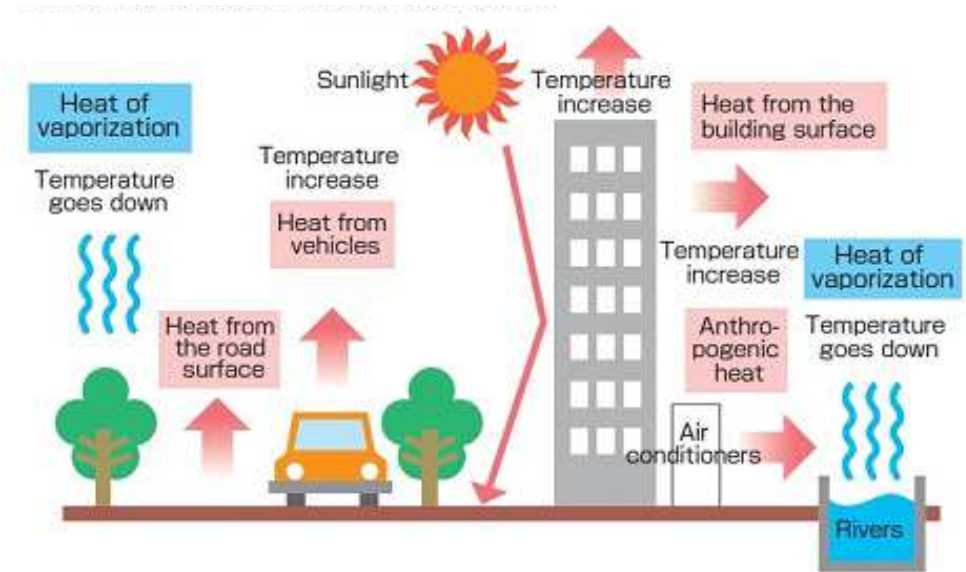 Sunlight
Temperature
increase
Heat of
vaporization
Temperature
goes down
Temperature
increase
Heat from
vehicles
Heat from
the road
surface
Heat from the
building surface
Temperature
increase
Heat of
vaporization
Temperature
goes down
Anthro-
pogenic
heat
Air
conditioners
Rivers